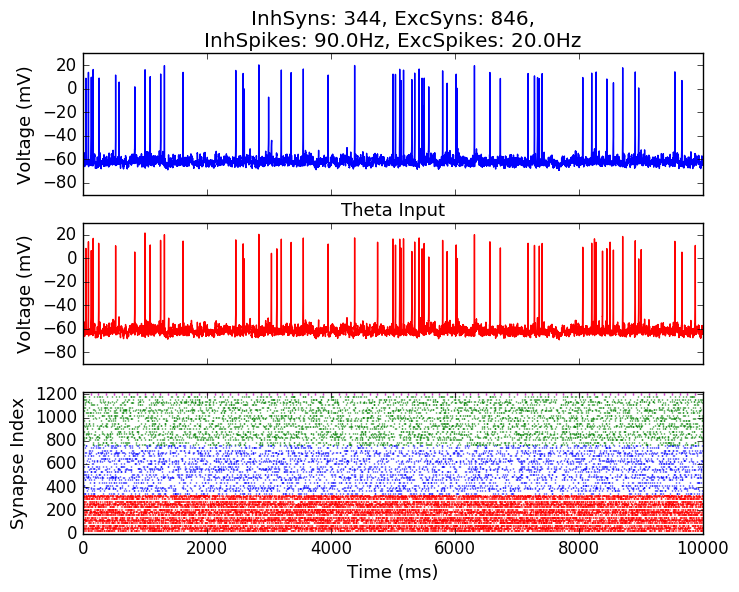 InhSyns: 344, ExcSyns: 846,
InhSpikes: 90.0Hz, ExcSpikes: 20.0Hz
20
0
−20
−40
−60
−80
Voltage (mV)
Theta Input
20
0
−20
−40
−60
−80
Voltage (mV)
1200
1000
800
600
400
200
0
Synapse Index
0 2000 4000 6000 8000 10000
Time (ms)